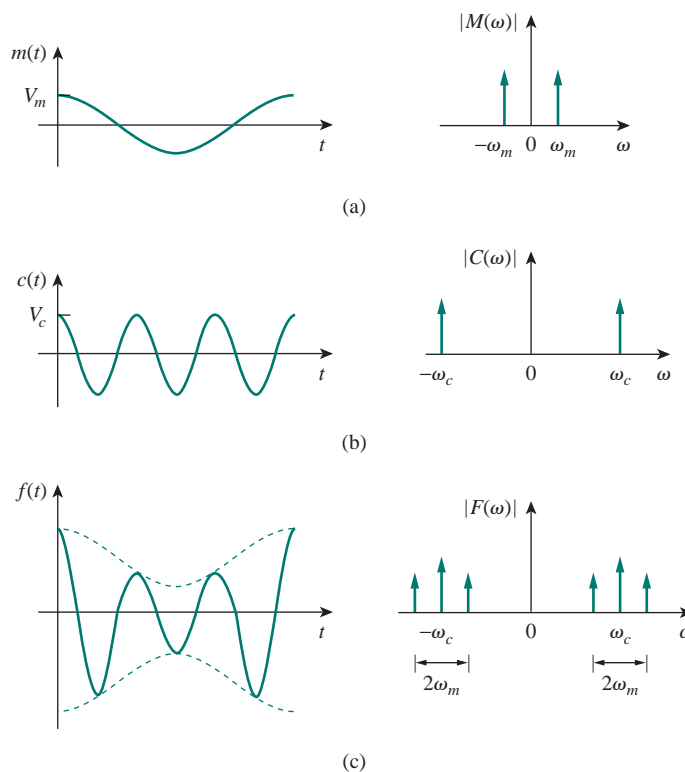 m(t)
V_m
t
|M(ω)|
−ω_m 0 ω_m ω
(a)
c(t)
V_c
t
|C(ω)|
−ω_c 0 ω_c ω
(b)
f(t)
t
|F(ω)|
−ω_c 0 ω_c
2ω_m 2ω_m
(c)